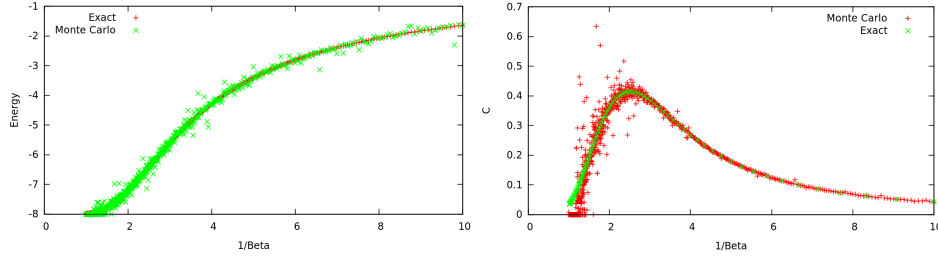 -1
-2
-3
-4
-5
-6
-7
-8
Energy
Exact
Monte Carlo
0 2 4 6 8 10
1/Beta
0.7
0.6
0.5
0.4
0.3
0.2
0.1
0
C
Monte Carlo
Exact
0 2 4 6 8 10
1/Beta